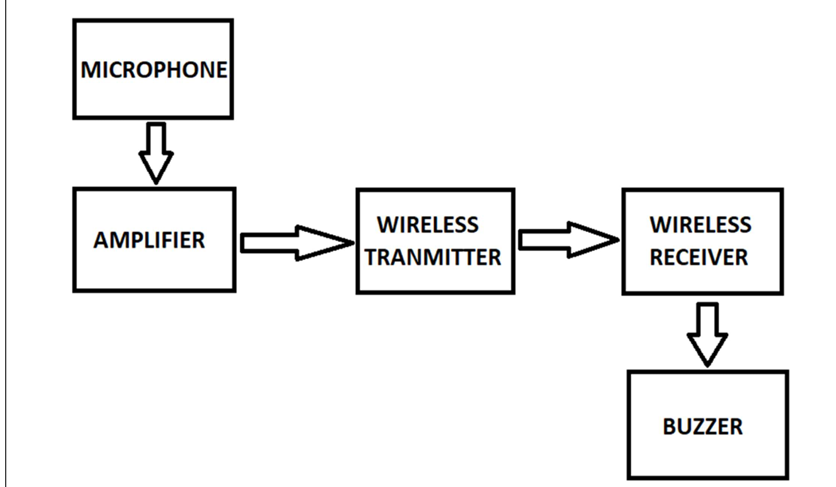 MICROPHONE
AMPLIFIER
WIRELESS
TRANMITTER
WIRELESS
RECEIVER
BUZZER